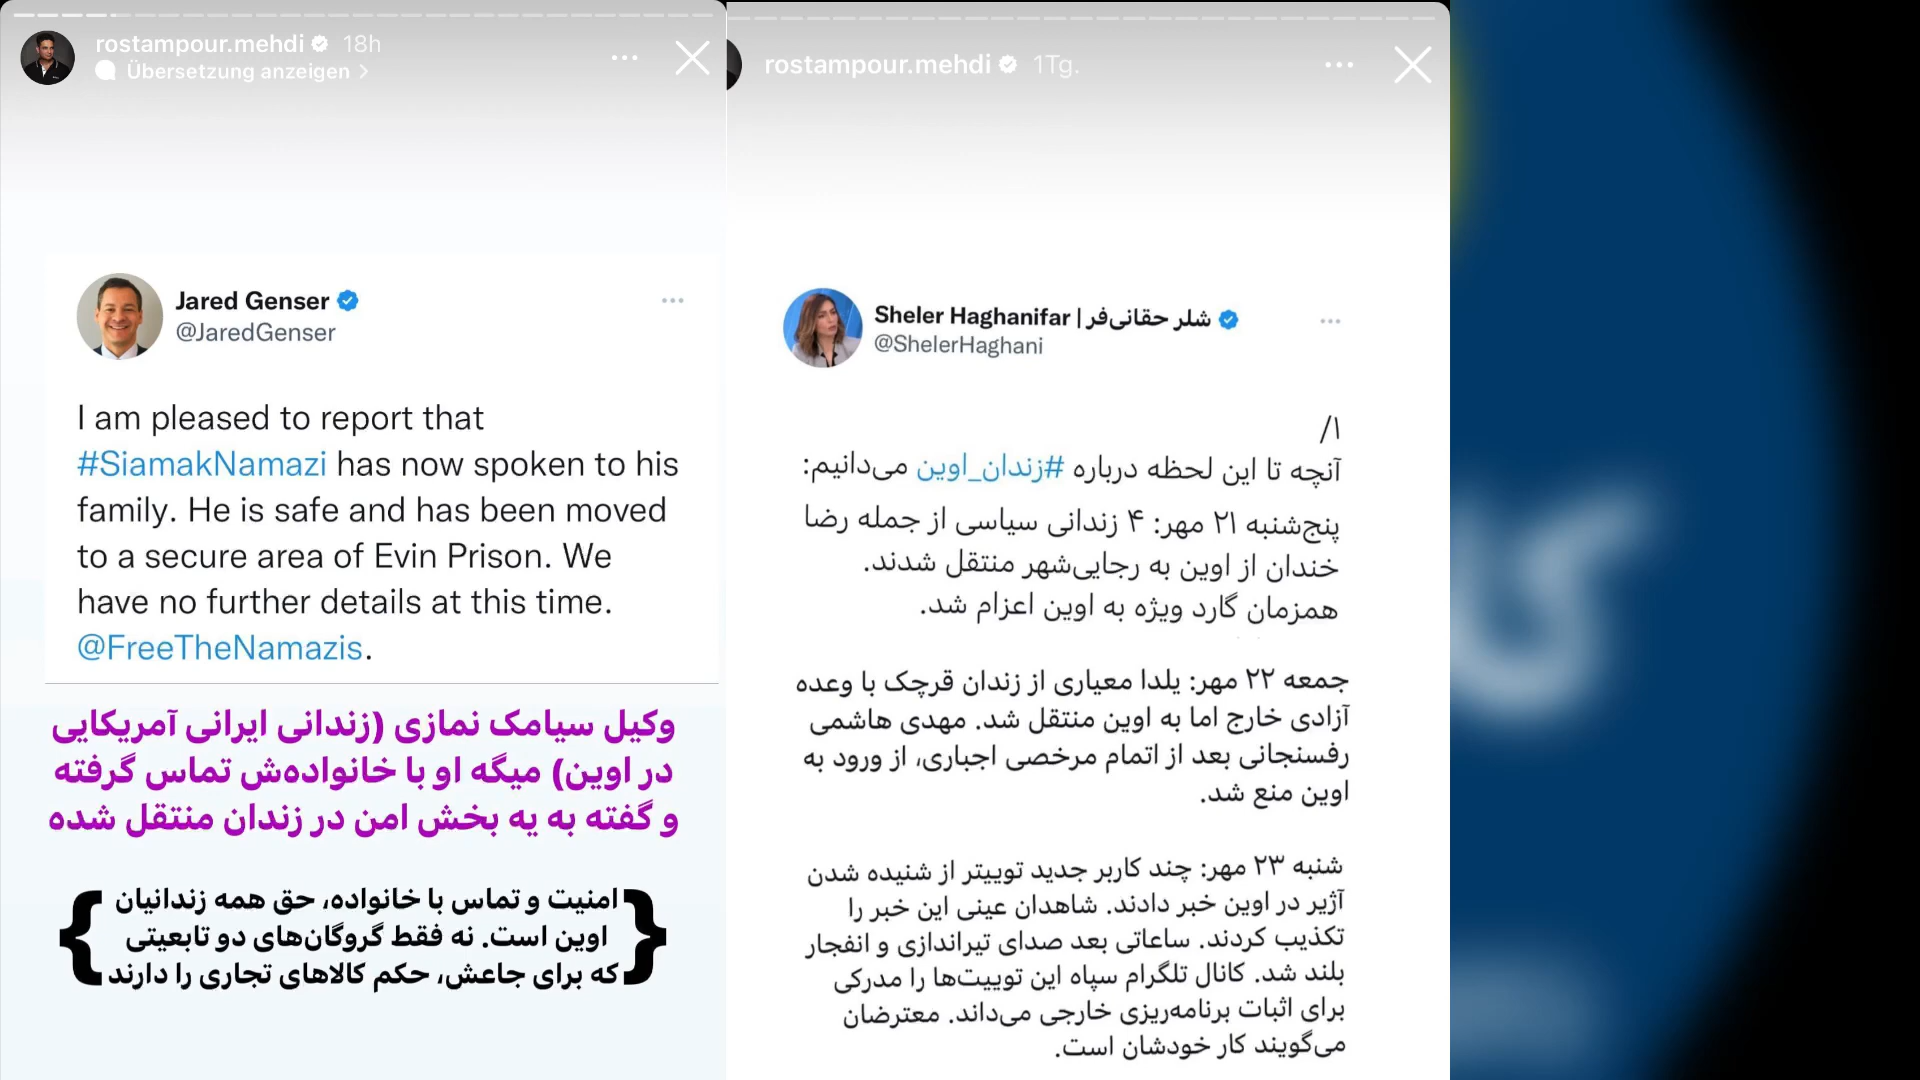 rostampour.mehdi 18h
Übersetzung anzeigen
Jared Genser
@JaredGenser
I am pleased to report that
#SiamakNamazi has now spoken to his
family. He is safe and has been moved
to a secure area of Evin Prison. We
have no further details at this time.
@FreeTheNamazis.
وکیل سیامک نمازی (زندانی ایرانی آمریکایی
در اوین) میگه او با خانواده‌ش تماس گرفته
و گفته به یه بخش امن در زندان منتقل شده
{امنیت و تماس با خانواده، حق همه زندانیان
اوین است. نه فقط گروگان‌های دو تابعیتی
که برای جاعش، حکم کالاهای تجاری را دارند}
rostampour.mehdi 1Tg.
Sheler Haghanifar | شلر حقانی‌فر
@ShelerHaghani
۱/
آنچه تا این لحظه درباره #زندان_اوین می‌دانیم:
پنج‌شنبه ۲۱ مهر: ۴ زندانی سیاسی از جمله رضا
خندان از اوین به رجایی‌شهر منتقل شدند.
همزمان گارد ویژه به اوین اعزام شد.
جمعه ۲۲ مهر: یلدا معیاری از زندان قرچک با وعده
آزادی خارج اما به اوین منتقل شد. مهدی هاشمی
رفسنجانی بعد از اتمام مرخصی اجباری، از ورود به
اوین منع شد.
شنبه ۲۳ مهر: چند کاربر جدید توییتر از شنیده شدن
آژیر در اوین خبر دادند. شاهدان عینی این خبر را
تکذیب کردند. ساعاتی بعد صدای تیراندازی و انفجار
بلند شد. کانال تلگرام سپاه این توییت‌ها را مدرکی
برای اثبات برنامه‌ریزی خارجی می‌داند. معترضان
می‌گویند کار خودشان است.